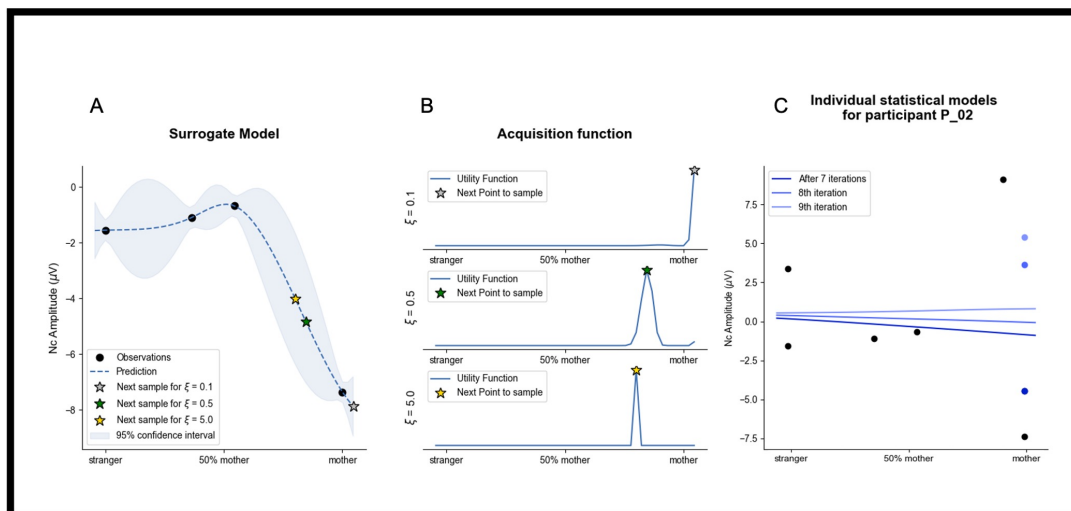 A
Surrogate Model
Nc Amplitude (μV)
0
−2
−4
−6
−8
Observations
Prediction
Next sample for ξ = 0.1
Next sample for ξ = 0.5
Next sample for ξ = 5.0
95% confidence interval
stranger
50% mother
mother
B
Acquisition function
ξ = 0.1
Utility Function
Next Point to sample
stranger
50% mother
mother
ξ = 0.5
Utility Function
Next Point to sample
stranger
50% mother
mother
ξ = 5.0
Utility Function
Next Point to sample
stranger
50% mother
mother
C
Individual statistical models
for participant P_02
Nc Amplitude (μV)
7.5
5.0
2.5
0.0
−2.5
−5.0
−7.5
After 7 iterations
8th iteration
9th iteration
stranger
50% mother
mother